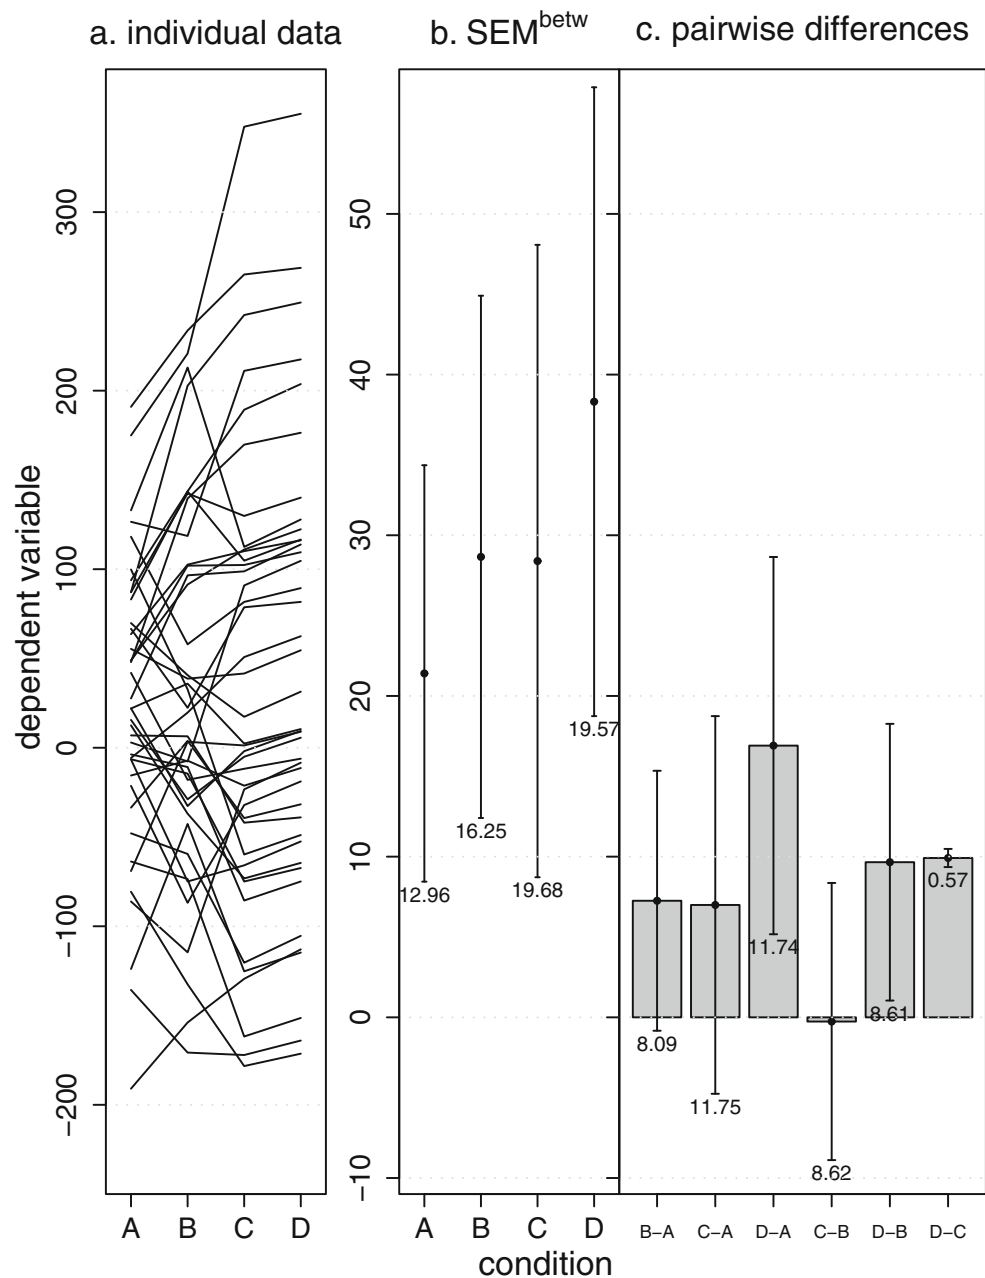 a. individual data
b. SEM^betw
c. pairwise differences
dependent variable
300
200
100
0
−100
−200
A B C D
50
40
30
20
10
0
−10
12.96
16.25
19.68
19.57
A B C D
8.09
11.75
11.74
8.62
8.61
0.57
B−A C−A D−A C−B D−B D−C
condition